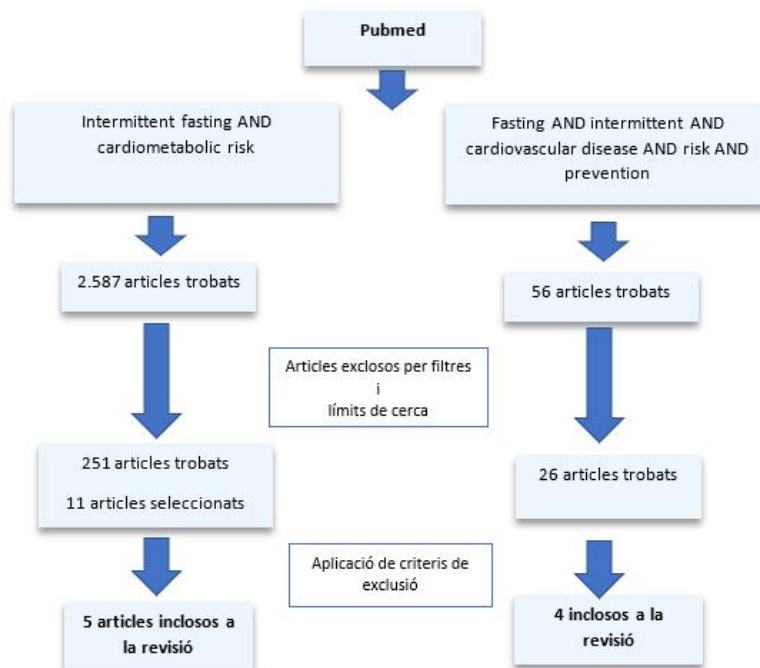 Pubmed
Intermittent fasting AND
cardiometabolic risk
Fasting AND intermittent AND
cardiovascular disease AND risk AND
prevention
2.587 articles trobats
56 articles trobats
Articles exclosos per filtres
i
límits de cerca
251 articles trobats
11 articles seleccionats
26 articles trobats
Aplicació de criteris de
exclusió
5 articles inclosos a
la revisió
4 inclosos a la
revisió